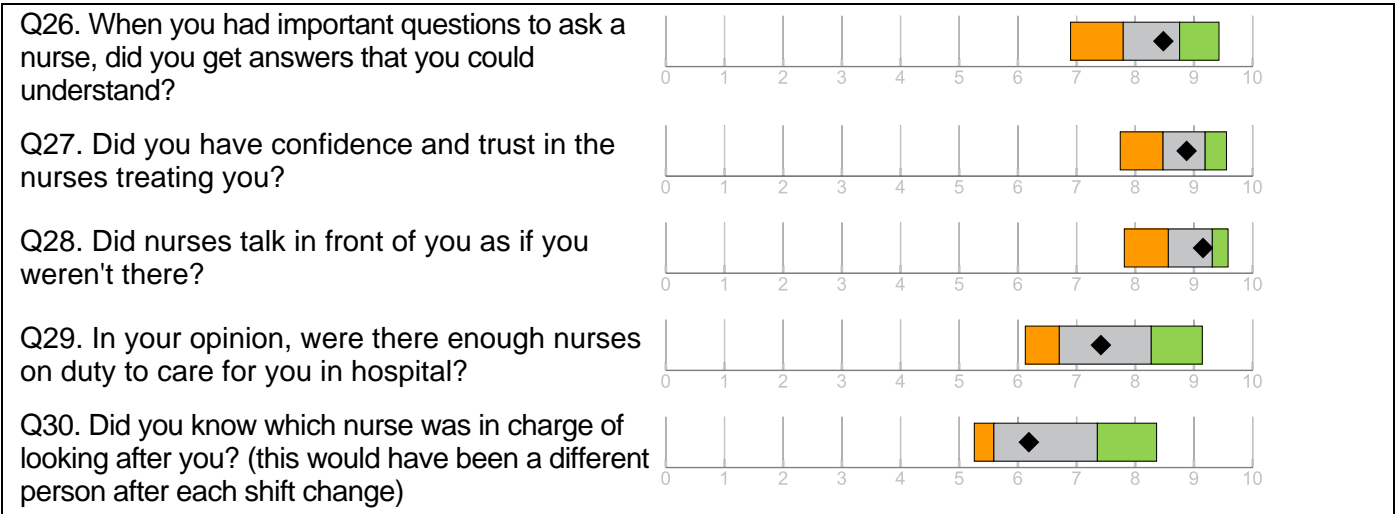 Q26. When you had important questions to ask a
nurse, did you get answers that you could
understand?
0 1 2 3 4 5 6 7 8 9 10
Q27. Did you have confidence and trust in the
nurses treating you?
0 1 2 3 4 5 6 7 8 9 10
Q28. Did nurses talk in front of you as if you
weren't there?
0 1 2 3 4 5 6 7 8 9 10
Q29. In your opinion, were there enough nurses
on duty to care for you in hospital?
0 1 2 3 4 5 6 7 8 9 10
Q30. Did you know which nurse was in charge of
looking after you? (this would have been a different
person after each shift change)
0 1 2 3 4 5 6 7 8 9 10